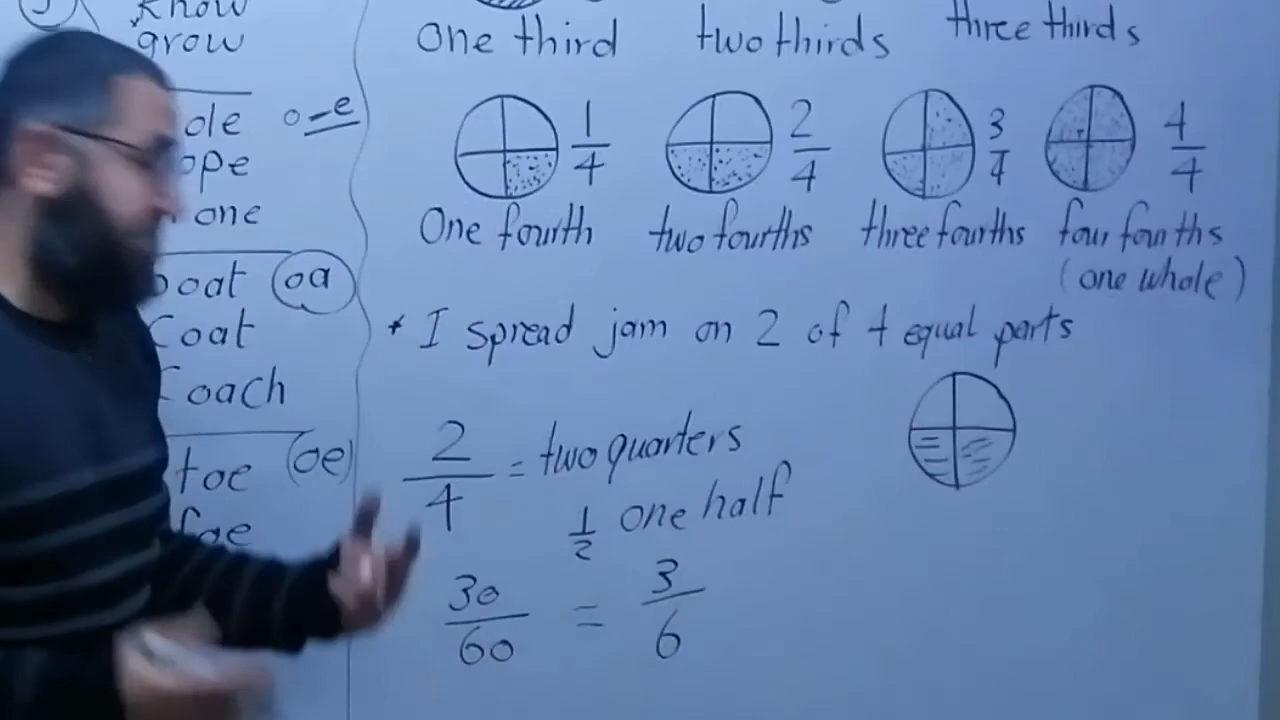 know
grow
ole o-e
ope
one
oat oa
Coat
Coach
toe oe
One third two thirds three thirds
1/4 2/4 3/4 4/4
One fourth two fourths three fourths four fourths
(one whole)
* I spread jam on 2 of 4 equal parts
2/4 = two quarters
1/2 one half
30/60 = 3/6